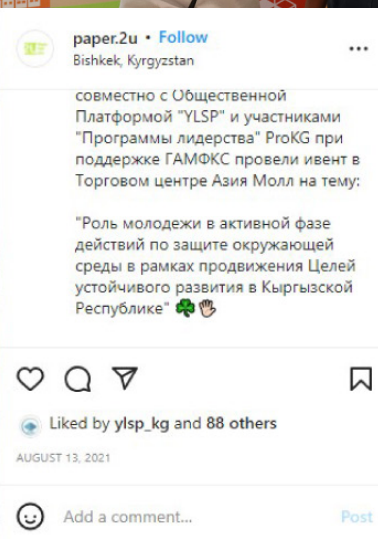 paper.2u • Follow
Bishkek, Kyrgyzstan
совместно с Общественной
Платформой "YLSP" и участниками
"Программы лидерства" ProKG при
поддержке ГАМФКС провели ивент в
Торговом центре Азия Молл на тему:
"Роль молодежи в активной фазе
действий по защите окружающей
среды в рамках продвижения Целей
устойчивого развития в Кыргызской
Республике" ☘️🖐🏻
Liked by ylsp_kg and 88 others
AUGUST 13, 2021
Add a comment...
Post